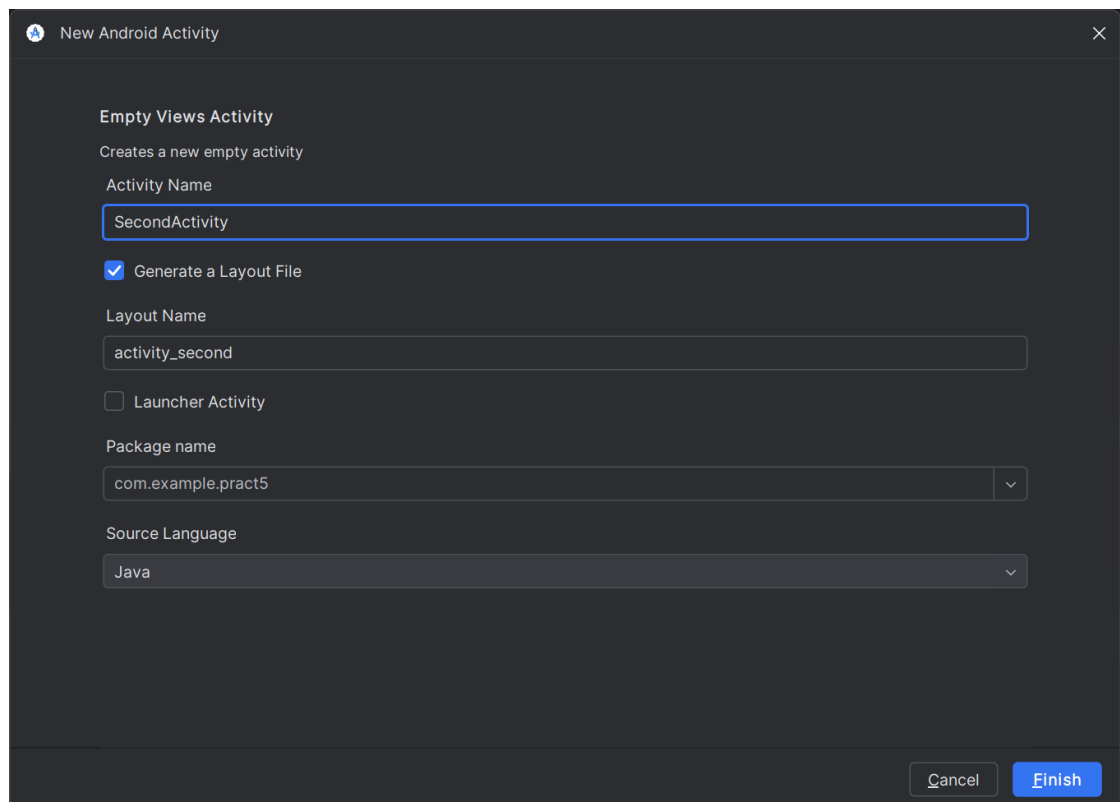 New Android Activity
Empty Views Activity
Creates a new empty activity
Activity Name
SecondActivity
Generate a Layout File
Layout Name
activity_second
Launcher Activity
Package name
com.example.pract5
Source Language
Java
Cancel
Finish